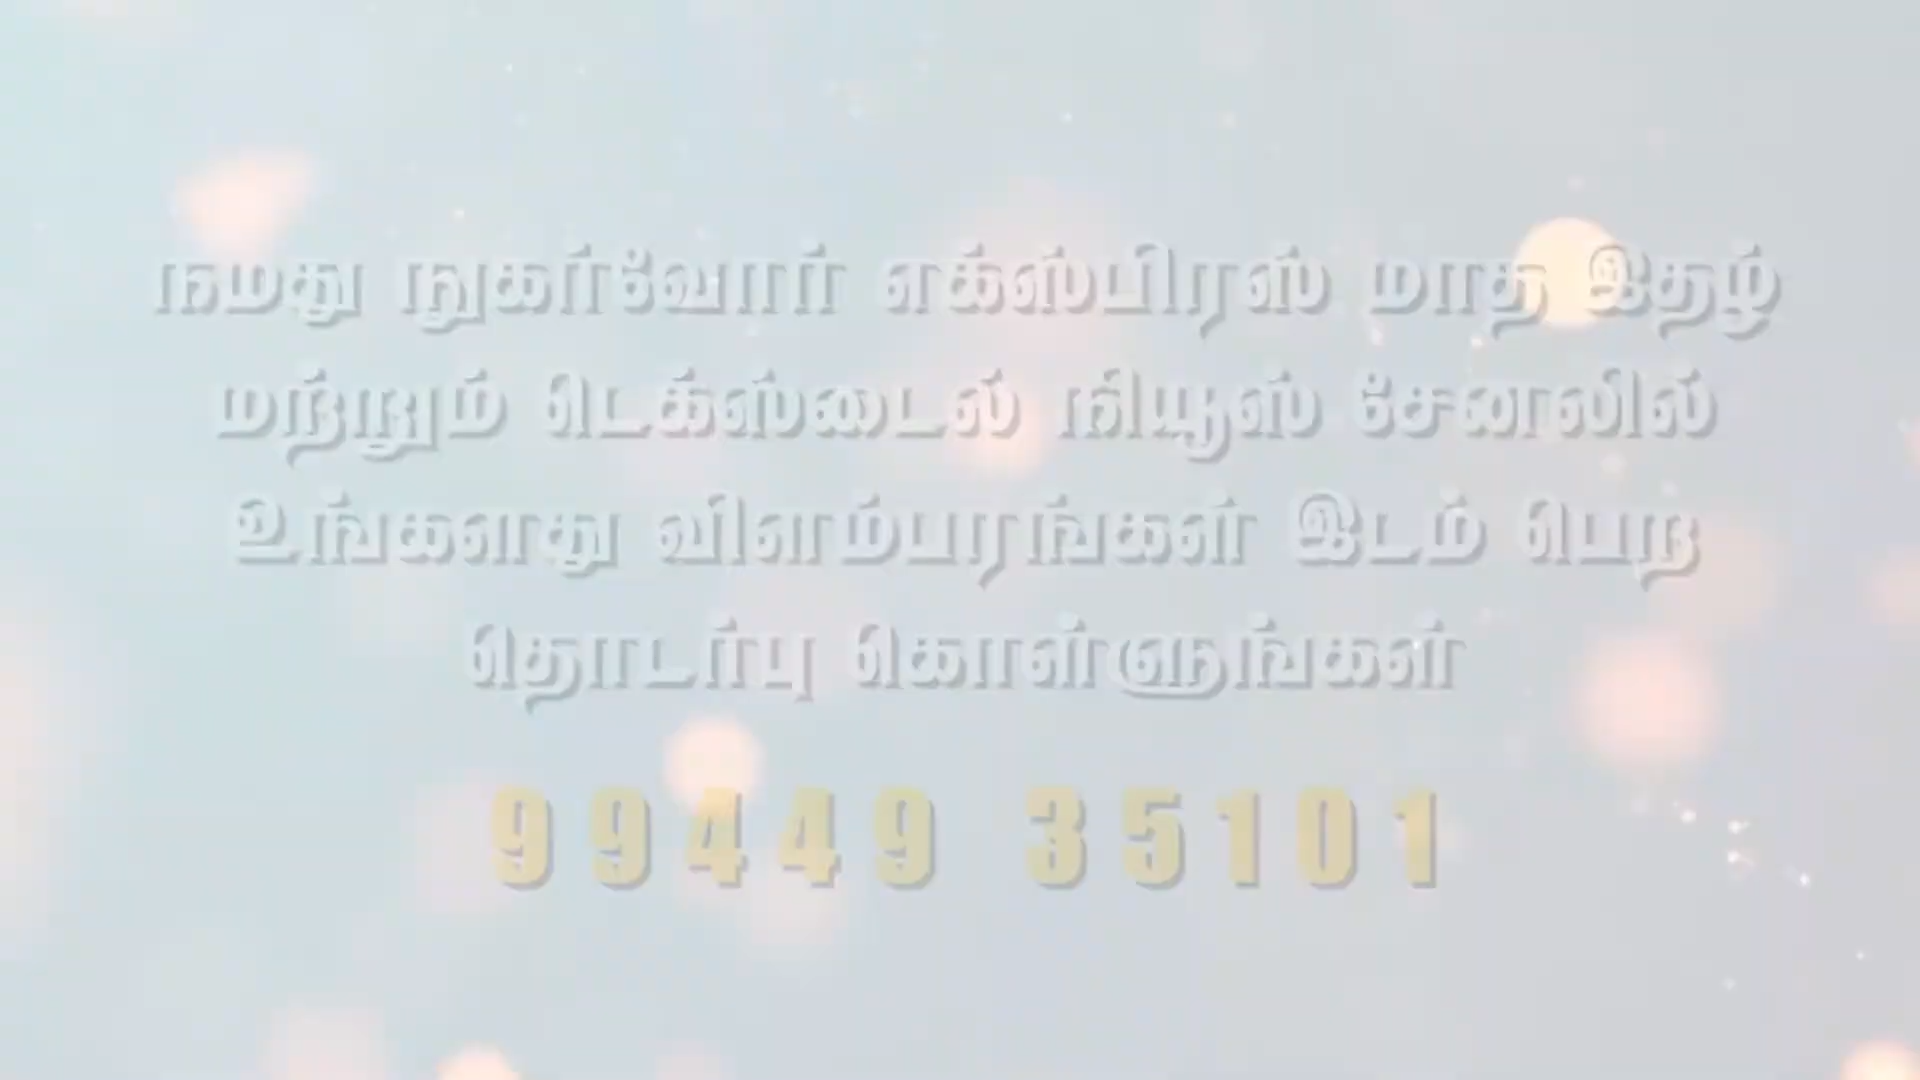 நமது நுகர்வோர் எக்ஸ்பிரஸ் மாத இதழ்
மற்றும் டெக்ஸ்டைல் நியூஸ் சேனலில்
உங்களது விளம்பரங்கள் இடம் பெற
தொடர்பு கொள்ளுங்கள்
99449 35101